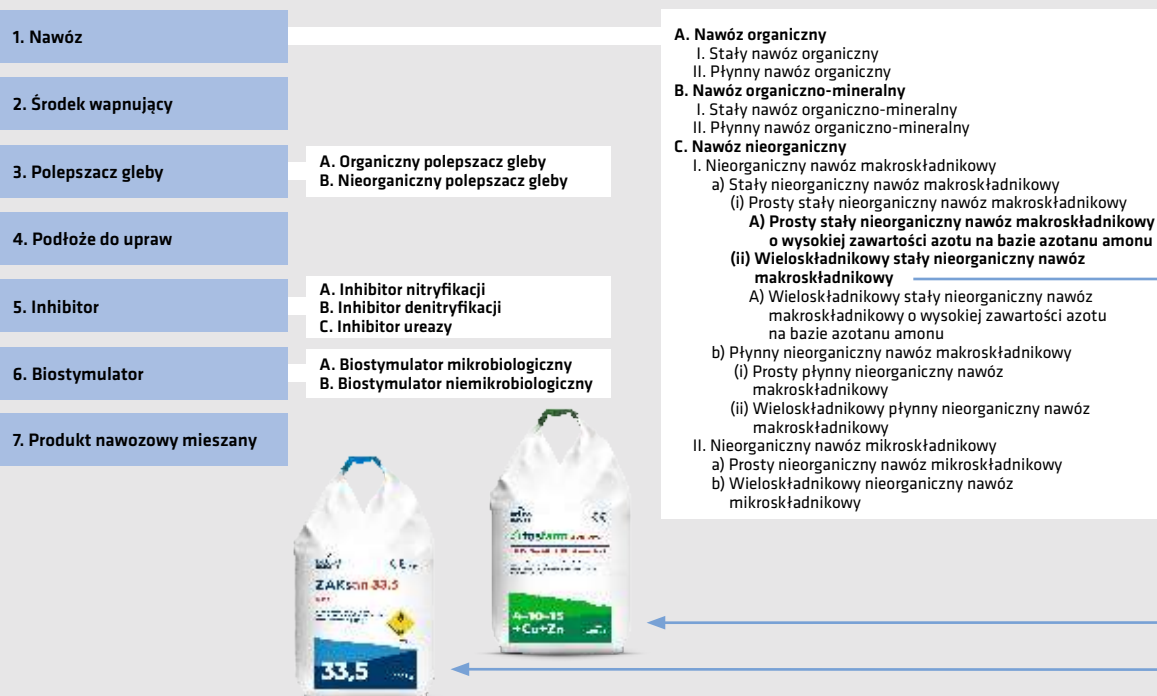 1. Nawóz
2. Środek wapnujący
3. Polepszacz gleby
4. Podłoże do upraw
5. Inhibitor
6. Biostymulator
7. Produkt nawozowy mieszany
A. Organiczny polepszacz gleby
B. Nieorganiczny polepszacz gleby
A. Inhibitor nitryfikacji
B. Inhibitor denitryfikacji
C. Inhibitor ureazy
A. Biostymulator mikrobiologiczny
B. Biostymulator niemikrobiologiczny
A. Nawóz organiczny
I. Stały nawóz organiczny
II. Płynny nawóz organiczny
B. Nawóz organiczno-mineralny
I. Stały nawóz organiczno-mineralny
II. Płynny nawóz organiczno-mineralny
C. Nawóz nieorganiczny
I. Nieorganiczny nawóz makroskładnikowy
a) Stały nieorganiczny nawóz makroskładnikowy
(i) Prosty stały nieorganiczny nawóz makroskładnikowy
A) Prosty stały nieorganiczny nawóz makroskładnikowy
o wysokiej zawartości azotu na bazie azotanu amonu
(ii) Wieloskładnikowy stały nieorganiczny nawóz
makroskładnikowy
A) Wieloskładnikowy stały nieorganiczny nawóz
makroskładnikowy o wysokiej zawartości azotu
na bazie azotanu amonu
b) Płynny nieorganiczny nawóz makroskładnikowy
(i) Prosty płynny nieorganiczny nawóz
makroskładnikowy
(ii) Wieloskładnikowy płynny nieorganiczny nawóz
makroskładnikowy
II. Nieorganiczny nawóz mikroskładnikowy
a) Prosty nieorganiczny nawóz mikroskładnikowy
b) Wieloskładnikowy nieorganiczny nawóz
mikroskładnikowy
CE
ZAKsan 33,5
33,5
CE
fosfarm
4-10-15
+Cu+Zn